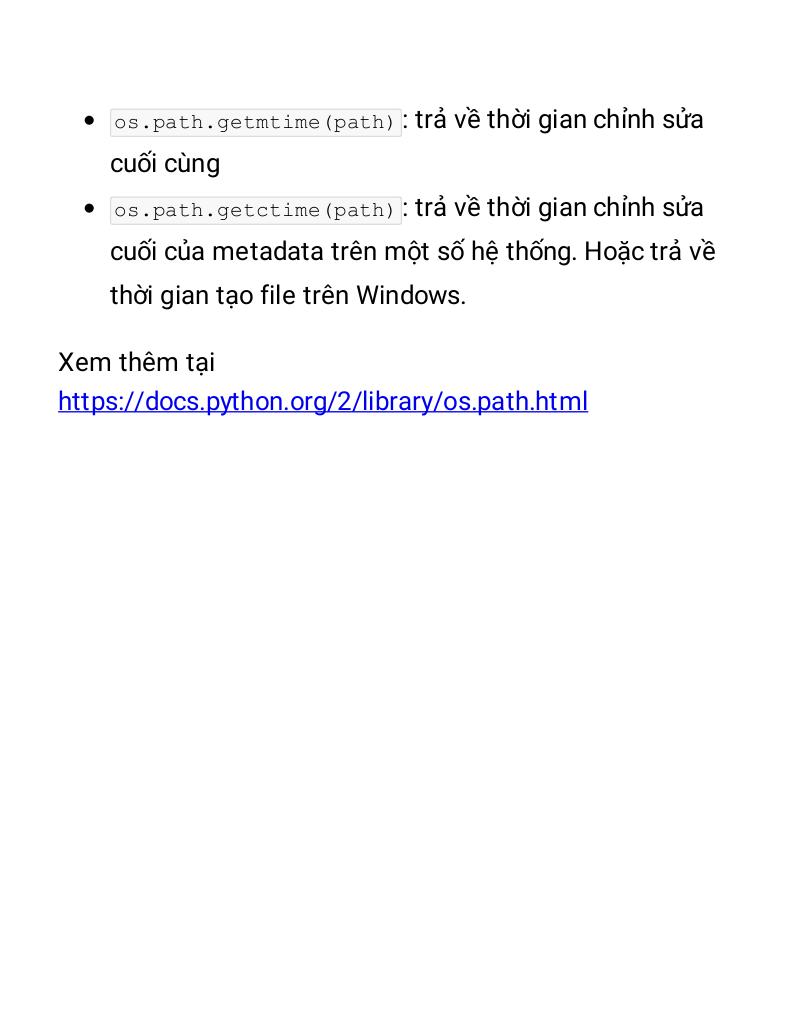 • os.path.getmtime(path): trả về thời gian chỉnh sửa
cuối cùng
• os.path.getctime(path): trả về thời gian chỉnh sửa
cuối của metadata trên một số hệ thống. Hoặc trả về
thời gian tạo file trên Windows.
Xem thêm tại
https://docs.python.org/2/library/os.path.html